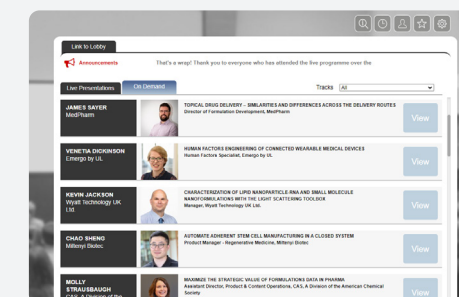 Link to Lobby
Announcements
That's a wrap! Thank you to everyone who has attended the live programme over the
Live Presentations
On Demand
Tracks
All
JAMES SAYER
MedPharm
TOPICAL DRUG DELIVERY – SIMILARITIES AND DIFFERENCES ACROSS THE DELIVERY ROUTES
Director of Formulation Development, MedPharm
View
VENETIA DICKINSON
Emergo by UL
HUMAN FACTORS ENGINEERING OF CONNECTED WEARABLE MEDICAL DEVICES
Human Factors Specialist, Emergo by UL
View
KEVIN JACKSON
Wyatt Technology UK
Ltd.
CHARACTERIZATION OF LIPID NANOPARTICLE-RNA AND SMALL MOLECULE
NANOFORMULATIONS WITH THE LIGHT SCATTERING TOOLBOX
Manager, Wyatt Technology UK Ltd.
View
CHAO SHENG
Miltenyi Biotec
AUTOMATE ADHERENT STEM CELL MANUFACTURING IN A CLOSED SYSTEM
Product Manager - Regenerative Medicine, Miltenyi Biotec
View
MOLLY
STRAUSBAUGH
CAS, A Division of the
MAXIMIZE THE STRATEGIC VALUE OF FORMULATIONS DATA IN PHARMA
Assistant Director, Product & Content Operations, CAS, A Division of the American Chemical
Society
View